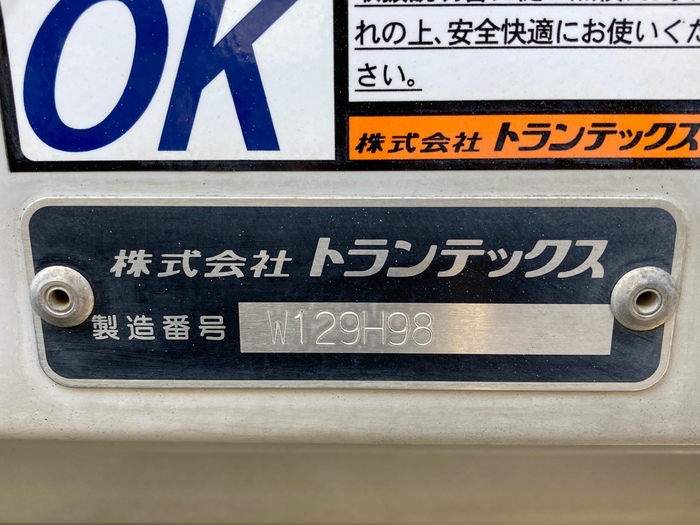 OK
れの上、安全快適にお使いくだ
さい。
株式会社 トランテックス
株式会社 トランテックス
製造番号 W129H98